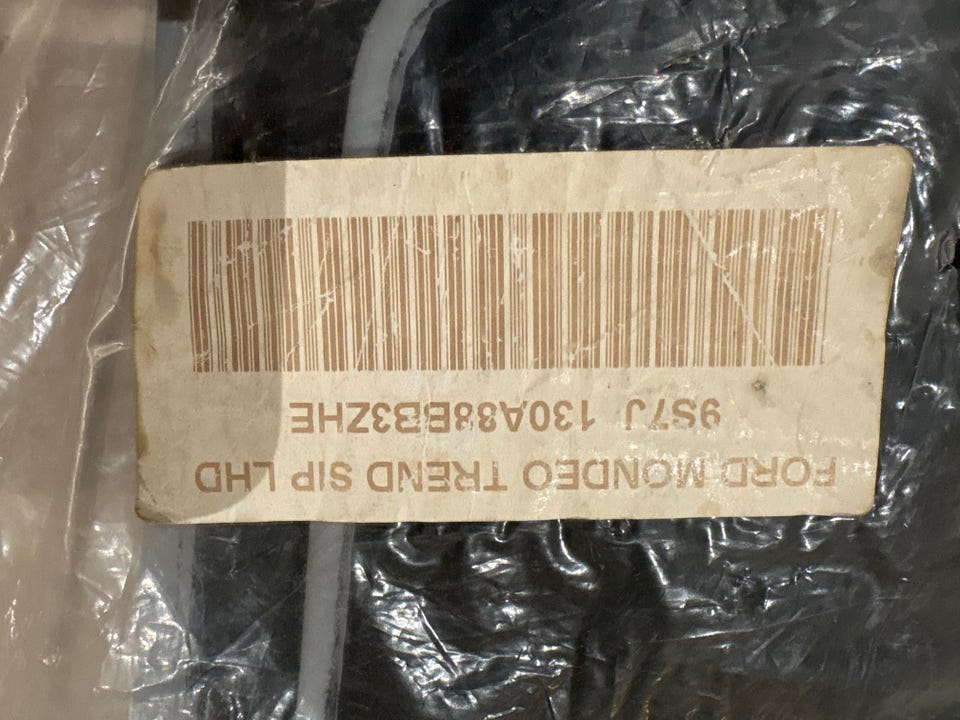 FORD MONDEO TREND SIP LHD
9S7J 130A38EB3ZHE